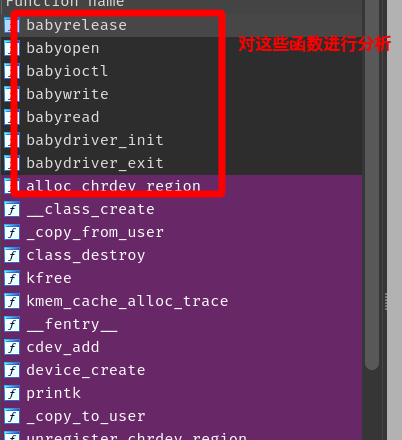 Function name
babyrelease
对这些函数进行分析
babyopen
babyioctl
babywrite
babyread
babydriver_init
babydriver_exit
alloc_chrdev_region
__class_create
_copy_from_user
class_destroy
kfree
kmem_cache_alloc_trace
__fentry__
cdev_add
device_create
printk
_copy_to_user
unregister_chrdev_region